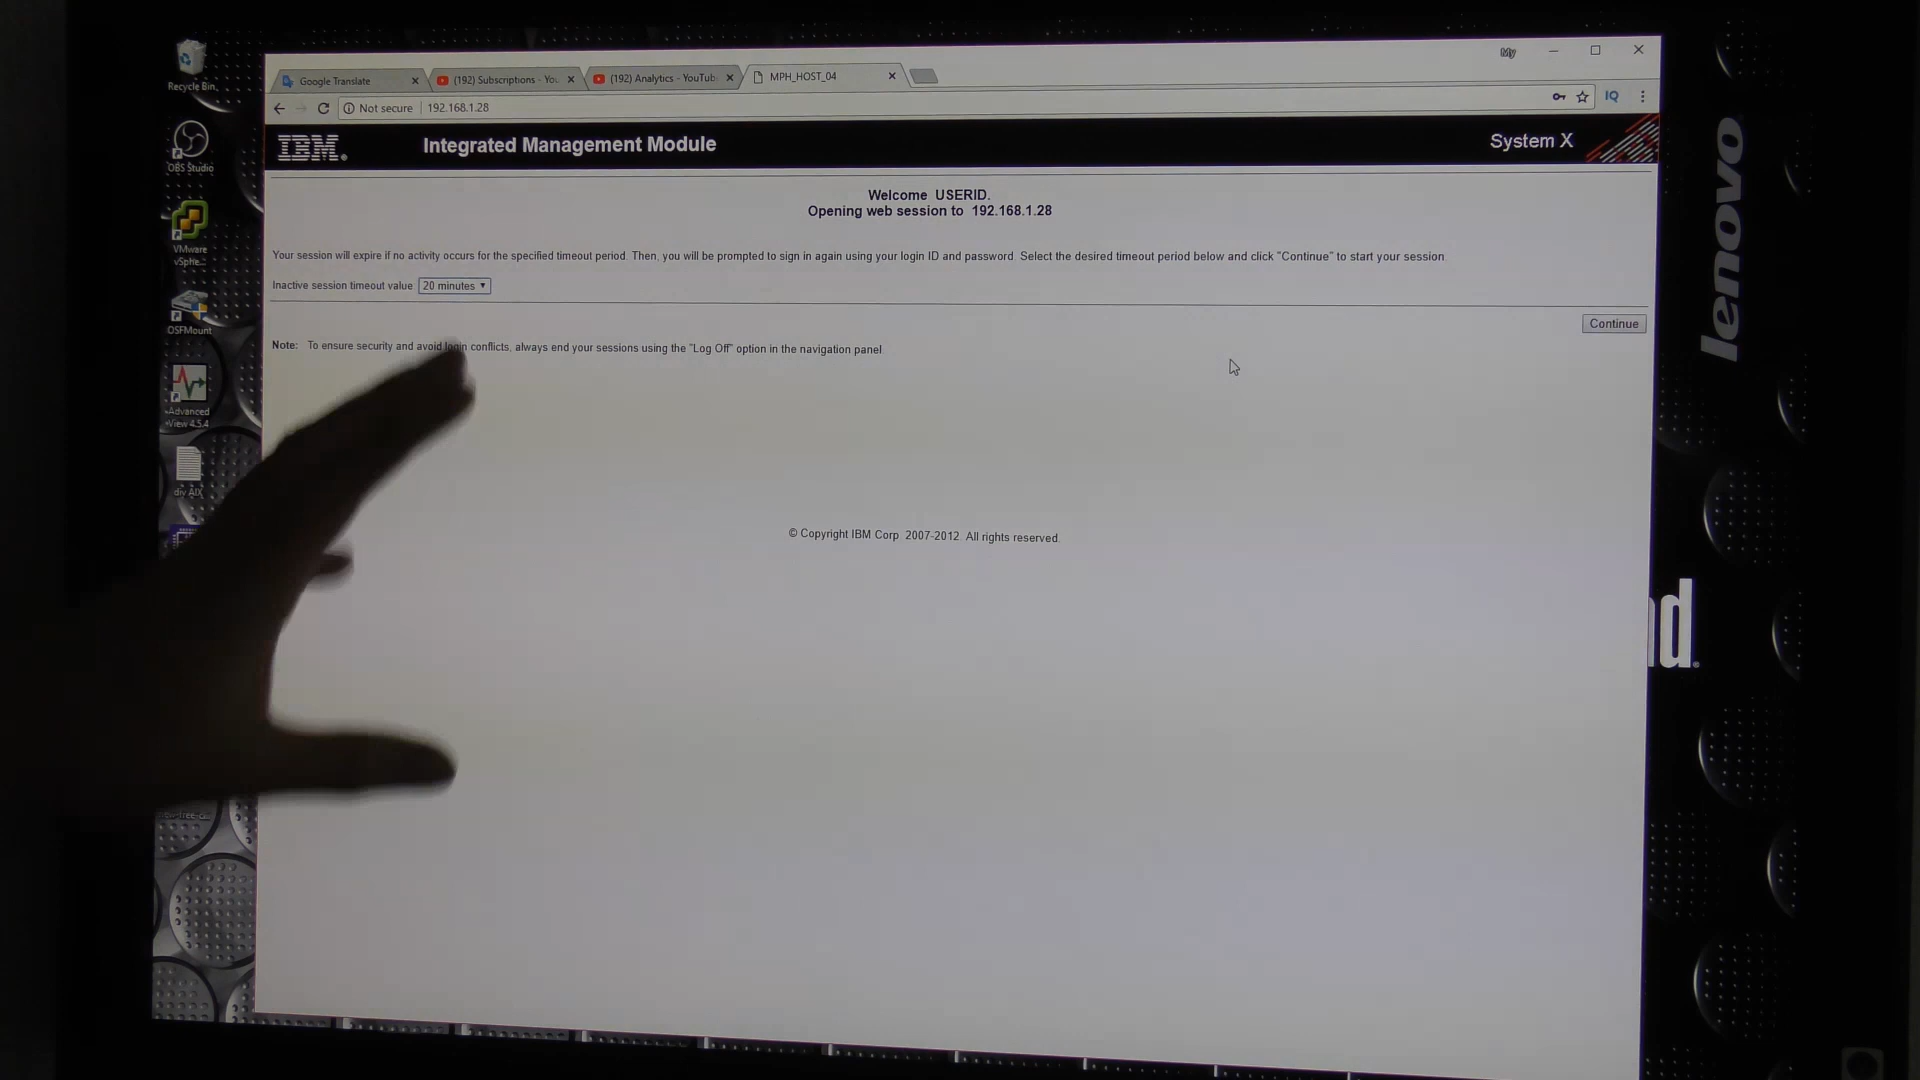 Recycle Bin
Google Translate
(192) Subscriptions - You
(192) Analytics - YouTub
MPH_HOST_04
My
Not secure
192.168.1.28
IQ
IBM.
Integrated Management Module
System X
Welcome USERID.
Opening web session to 192.168.1.28
Your session will expire if no activity occurs for the specified timeout period. Then, you will be prompted to sign in again using your login ID and password. Select the desired timeout period below and click "Continue" to start your session.
Inactive session timeout value 20 minutes
Continue
Note: To ensure security and avoid login conflicts, always end your sessions using the "Log Off" option in the navigation panel.
© Copyright IBM Corp. 2007-2012. All rights reserved.
OBS Studio
VMware
vSphe...
OSFMount
Advanced
View 4.5.4
div AIX
lenovo
d.